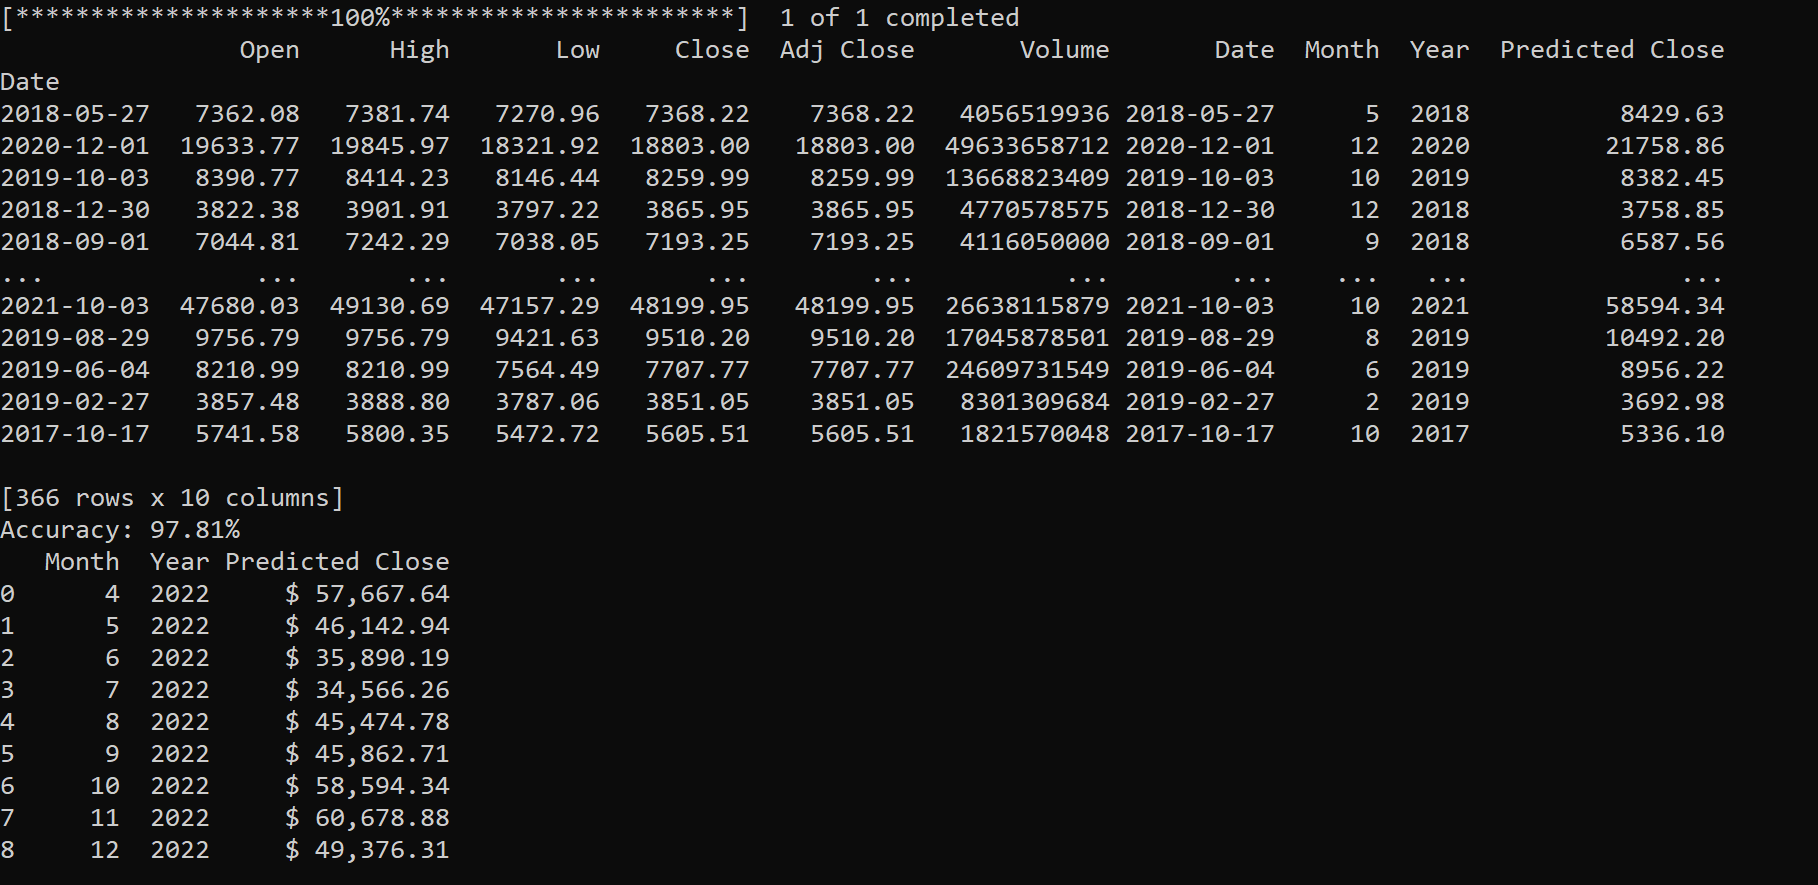 [*********************100%***********************]  1 of 1 completed
                Open      High       Low     Close  Adj Close       Volume       Date  Month  Year  Predicted Close
Date
2018-05-27   7362.08   7381.74   7270.96   7368.22    7368.22   4056519936 2018-05-27      5  2018          8429.63
2020-12-01  19633.77  19845.97  18321.92  18803.00   18803.00  49633658712 2020-12-01     12  2020         21758.86
2019-10-03   8390.77   8414.23   8146.44   8259.99    8259.99  13668823409 2019-10-03     10  2019          8382.45
2018-12-30   3822.38   3901.91   3797.22   3865.95    3865.95   4770578575 2018-12-30     12  2018          3758.85
2018-09-01   7044.81   7242.29   7038.05   7193.25    7193.25   4116050000 2018-09-01      9  2018          6587.56
...              ...       ...       ...       ...        ...          ...        ...    ...   ...              ...
2021-10-03  47680.03  49130.69  47157.29  48199.95   48199.95  26638115879 2021-10-03     10  2021         58594.34
2019-08-29   9756.79   9756.79   9421.63   9510.20    9510.20  17045878501 2019-08-29      8  2019         10492.20
2019-06-04   8210.99   8210.99   7564.49   7707.77    7707.77  24609731549 2019-06-04      6  2019          8956.22
2019-02-27   3857.48   3888.80   3787.06   3851.05    3851.05   8301309684 2019-02-27      2  2019          3692.98
2017-10-17   5741.58   5800.35   5472.72   5605.51    5605.51   1821570048 2017-10-17     10  2017          5336.10
[366 rows x 10 columns]
Accuracy: 97.81%
   Month  Year Predicted Close
0      4  2022     $ 57,667.64
1      5  2022     $ 46,142.94
2      6  2022     $ 35,890.19
3      7  2022     $ 34,566.26
4      8  2022     $ 45,474.78
5      9  2022     $ 45,862.71
6     10  2022     $ 58,594.34
7     11  2022     $ 60,678.88
8     12  2022     $ 49,376.31